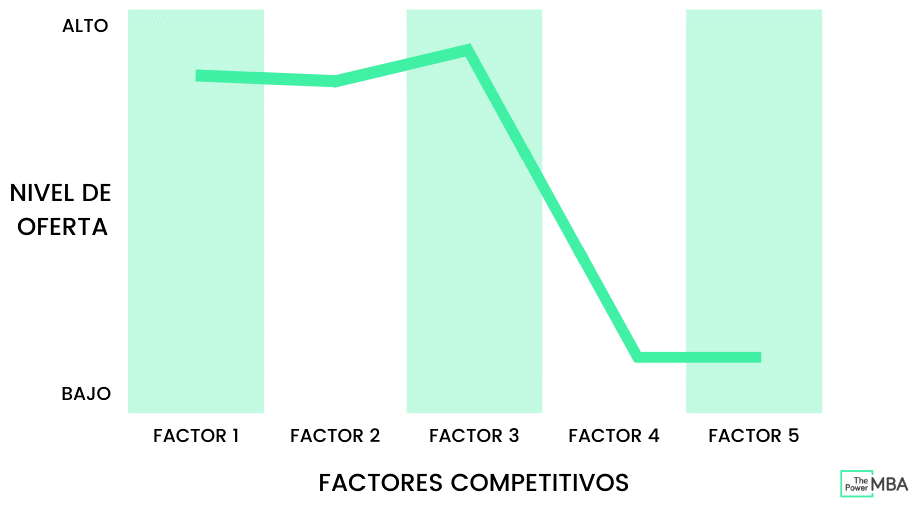 ALTO
NIVEL DE
OFERTA
BAJO
FACTOR 1
FACTOR 2
FACTOR 3
FACTOR 4
FACTOR 5
FACTORES COMPETITIVOS
The
Power MBA